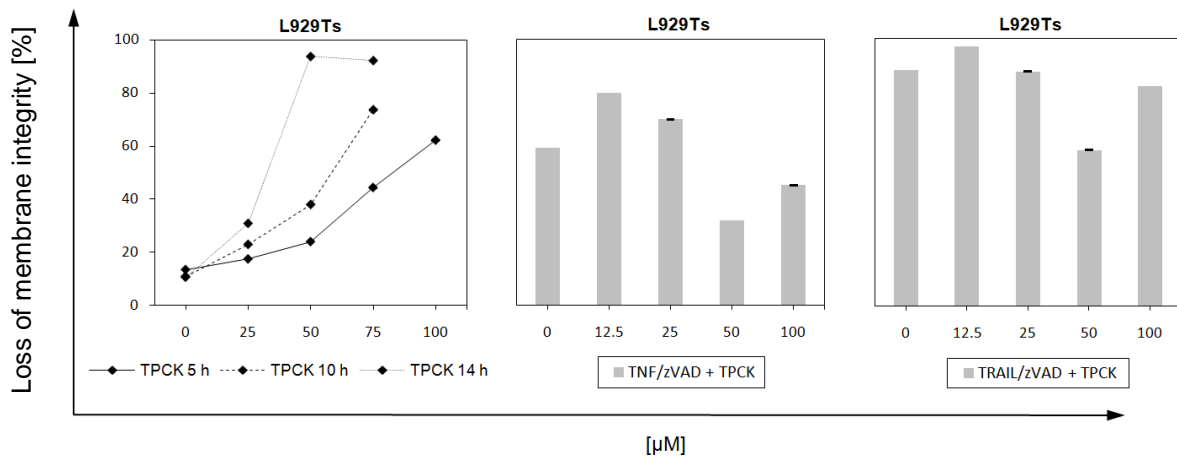 Loss of membrane integrity [%]
L929Ts
100
80
60
40
20
0
0 25 50 75 100
TPCK 5 h TPCK 10 h TPCK 14 h
L929Ts
0 12.5 25 50 100
TNF/zVAD + TPCK
L929Ts
0 12.5 25 50 100
TRAIL/zVAD + TPCK
[µM]